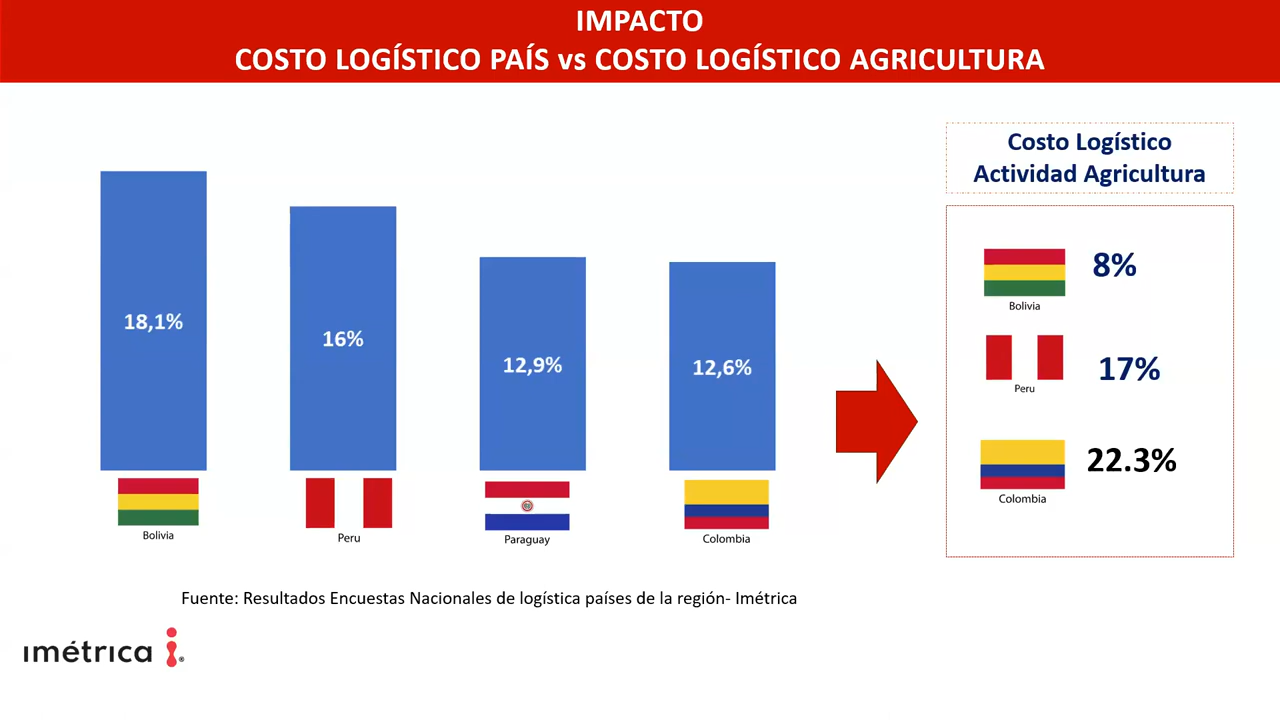 IMPACTO
COSTO LOGÍSTICO PAÍS vs COSTO LOGÍSTICO AGRICULTURA
18,1%
16%
12,9%
12,6%
Bolivia
Peru
Paraguay
Colombia
Costo Logístico
Actividad Agricultura
8%
Bolivia
17%
Peru
22.3%
Colombia
Fuente: Resultados Encuestas Nacionales de logística países de la región- Imétrica
ımétrıca